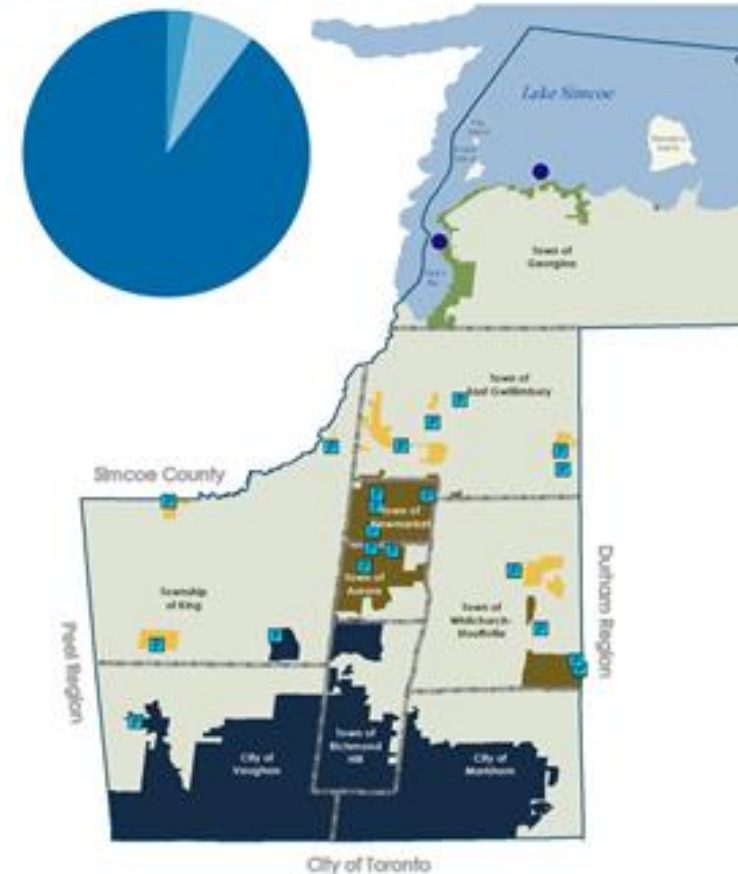 Lake Simcoe
Town of
Georgina
Town of
East Gwillimbury
Simcoe County
Town of
Newmarket
Town of
Aurora
Township
of King
Town of
Whitchurch-
Stouffville
Durham Region
Peel Region
Town of
Richmond
Hill
City of
Vaughan
City of
Markham
City of Toronto